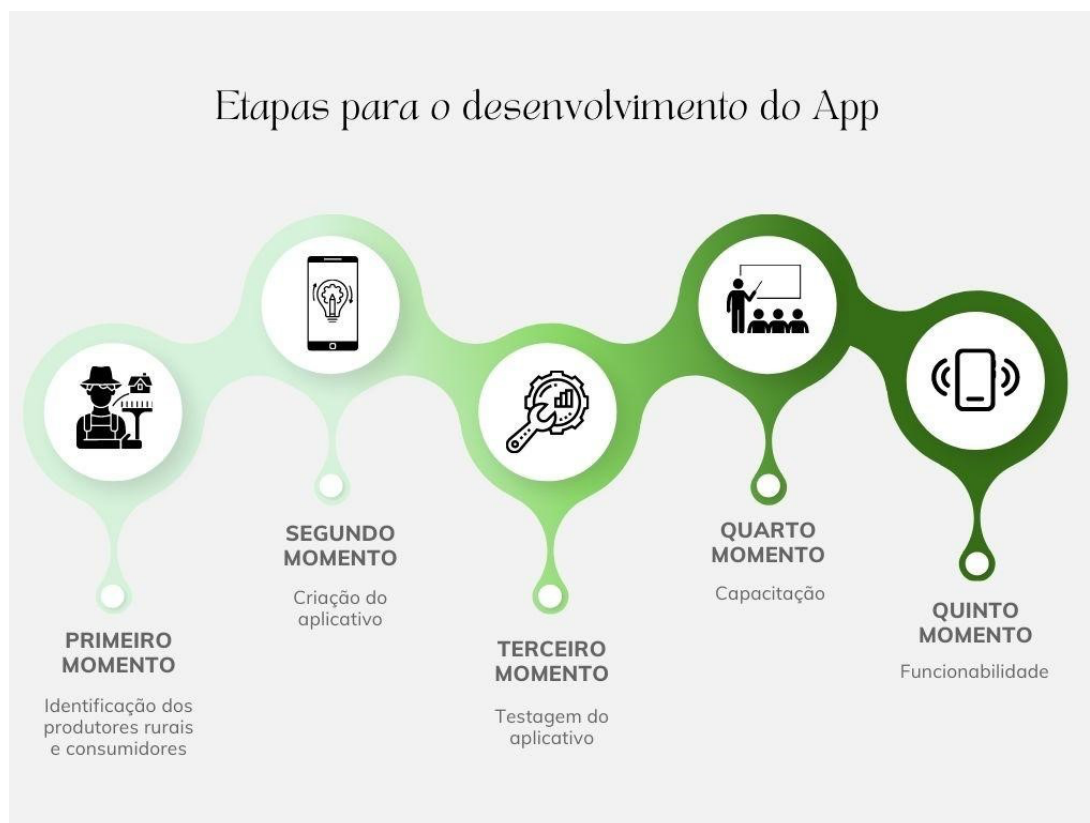 Etapas para o desenvolvimento do App
PRIMEIRO
MOMENTO
Identificação dos
produtores rurais
e consumidores
SEGUNDO
MOMENTO
Criação do
aplicativo
TERCEIRO
MOMENTO
Testagem do
aplicativo
QUARTO
MOMENTO
Capacitação
QUINTO
MOMENTO
Funcionabilidade